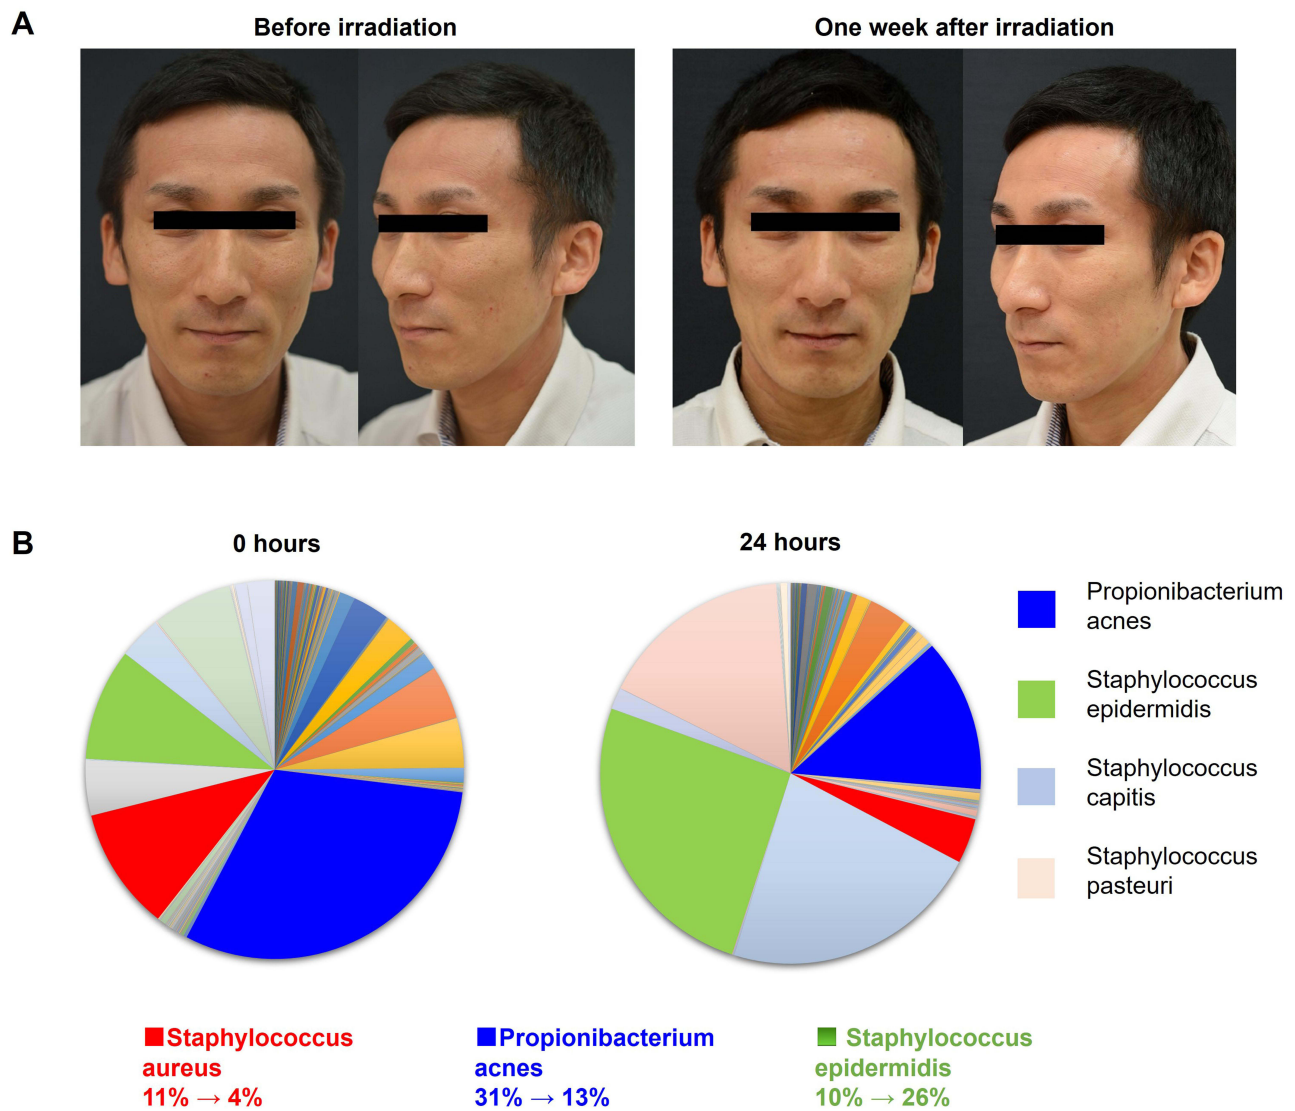 A
Before irradiation
One week after irradiation
B
0 hours
24 hours
Propionibacterium
acnes
Staphylococcus
epidermidis
Staphylococcus
capitis
Staphylococcus
pasteuri
Staphylococcus
aureus
11% → 4%
Propionibacterium
acnes
31% → 13%
Staphylococcus
epidermidis
10% → 26%